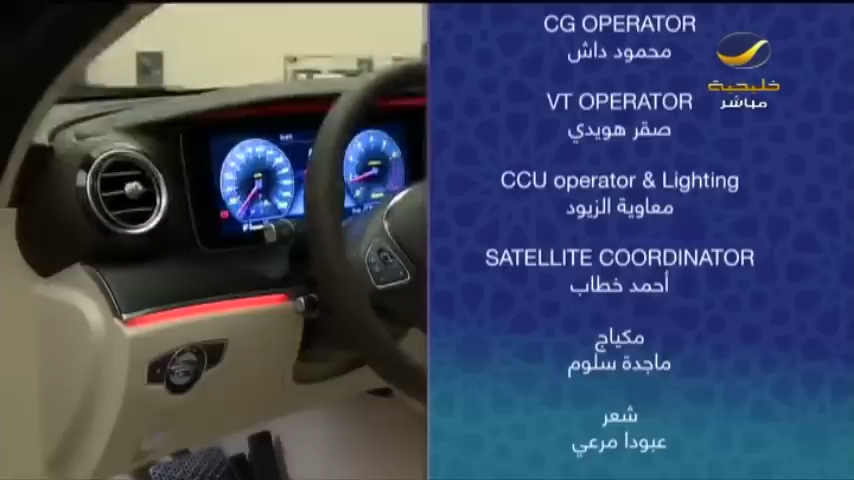 CG OPERATOR
محمود داش
خليجية
مباشر
VT OPERATOR
صقر هويدي
CCU operator & Lighting
معاوية الزيود
SATELLITE COORDINATOR
أحمد خطاب
مكياج
ماجدة سلوم
شعر
عبودا مرعي